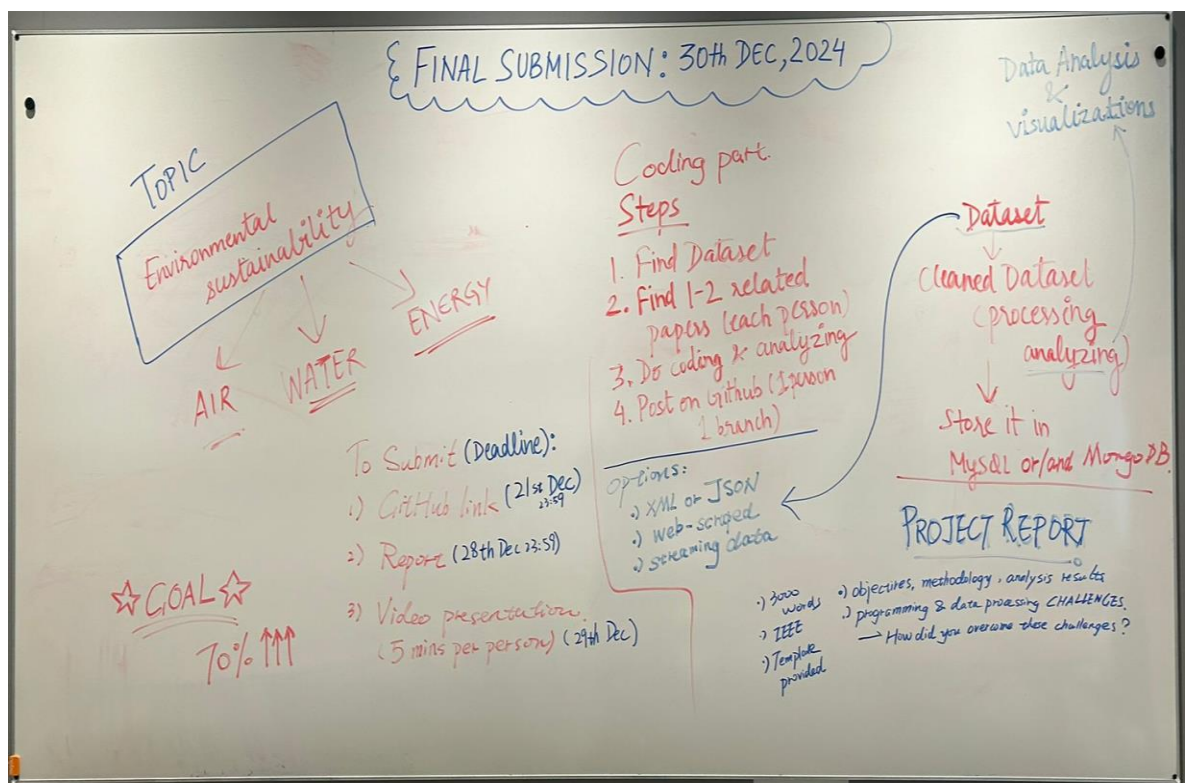 FINAL SUBMISSION: 30th DEC, 2024
TOPIC
Environmental
sustainability
AIR
WATER
ENERGY
To Submit (Deadline):
1) GitHub link (21st Dec
23:59)
2) Report (28th Dec 23:59)
3) Video presentation
(5 mins per person) (29th Dec)
GOAL
70% ↑↑↑
Coding part.
Steps
1. Find Dataset
2. Find 1-2 related
papers (each person)
3. Do coding & analyzing
4. Post on Github (1person
1 branch)
options:
.) XML or JSON
.) web-scraped
.) streaming data
Data Analysis
&
visualizations
Dataset
Cleaned Dataset
(processing
analyzing)
Store it in
MySQL or/and MongoDB.
PROJECT REPORT
.) 3000
words
.) IEEE
.) Template
provided
.) objectives, methodology, analysis results
.) programming & data processing CHALLENGES.
→ How did you overcome these challenges?